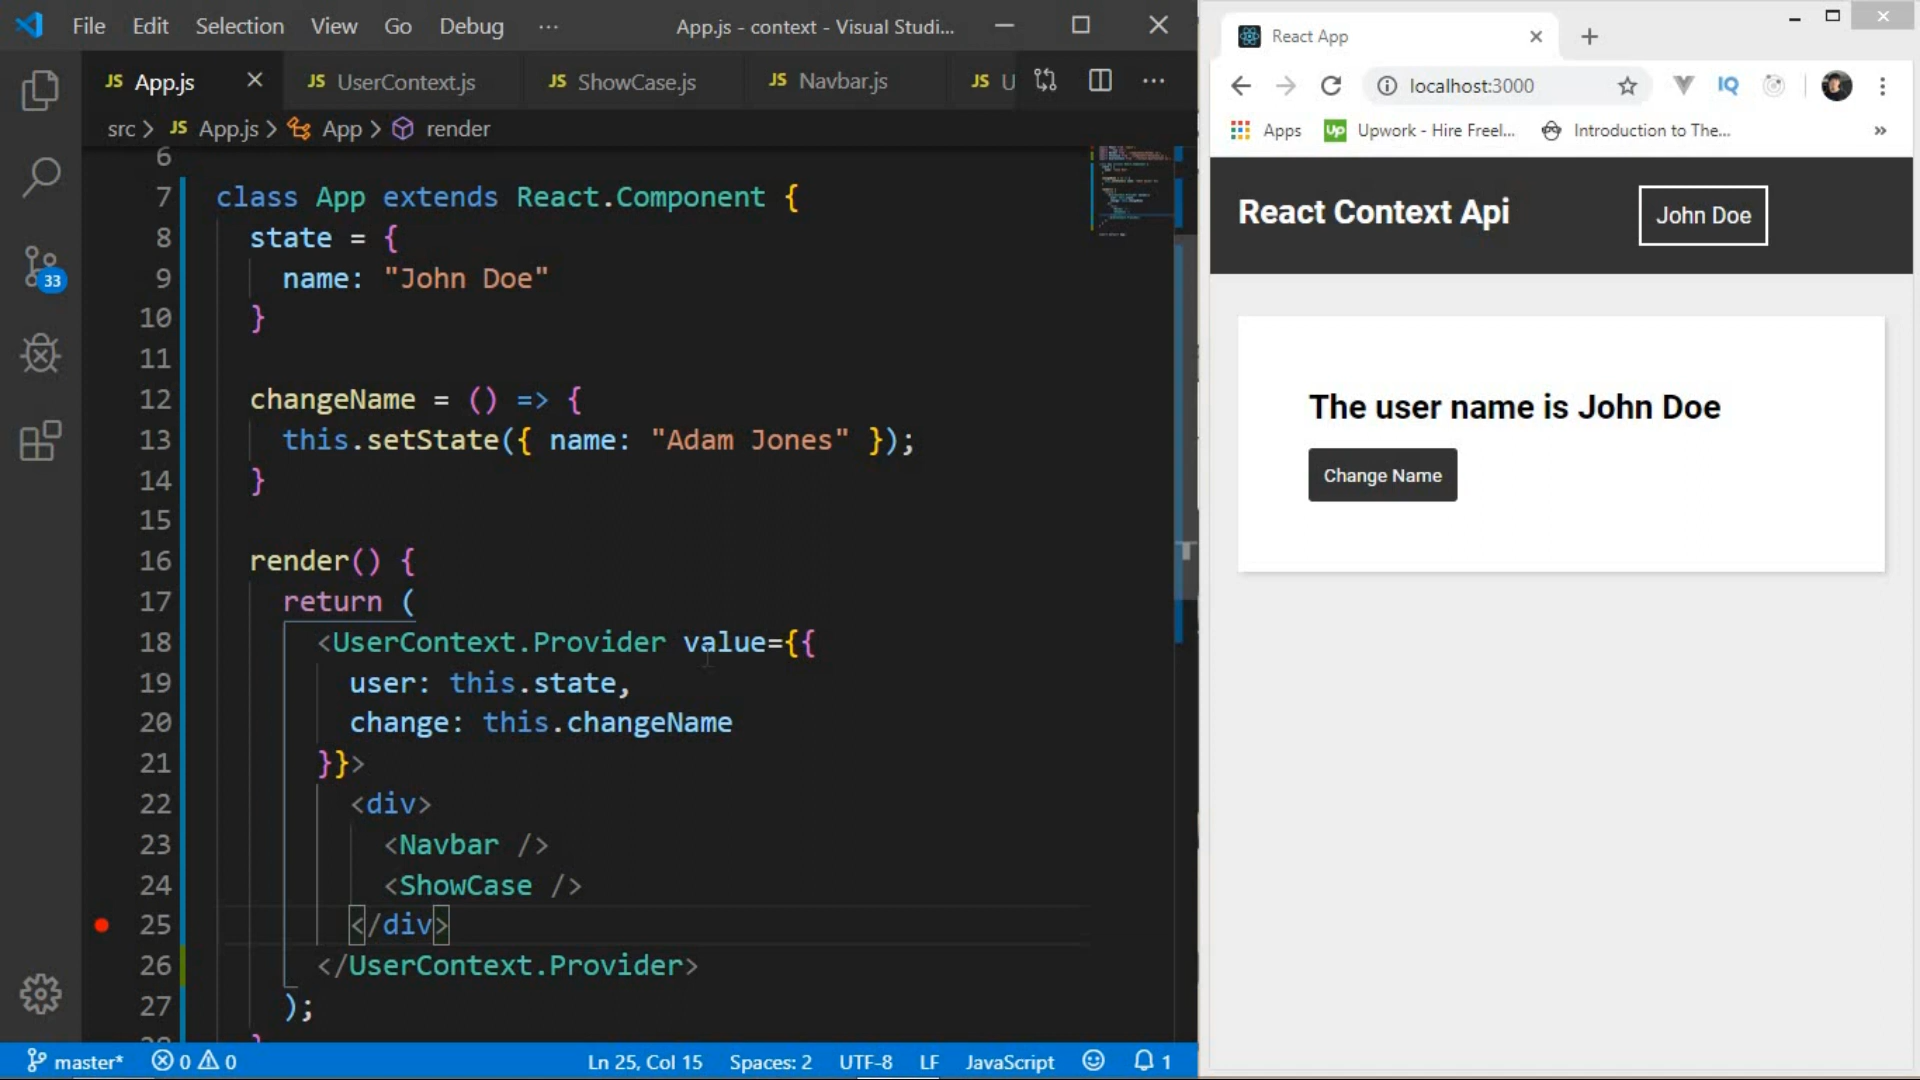 File Edit Selection View Go Debug ··· App.js - context - Visual Studi...
JS App.js JS UserContext.js JS ShowCase.js JS Navbar.js JS U
src > JS App.js > App > render
6
7 class App extends React.Component {
8 state = {
9 name: "John Doe"
10 }
11
12 changeName = () => {
13 this.setState({ name: "Adam Jones" });
14 }
15
16 render() {
17 return (
18 <UserContext.Provider value={{
19 user: this.state,
20 change: this.changeName
21 }}>
22 <div>
23 <Navbar />
24 <ShowCase />
25 </div>
26 </UserContext.Provider>
27 );
33
master* 0 0 Ln 25, Col 15 Spaces: 2 UTF-8 LF JavaScript 1
React App
localhost:3000
IQ
Apps Up Upwork - Hire Freel... Introduction to The... »
React Context Api John Doe
The user name is John Doe
Change Name